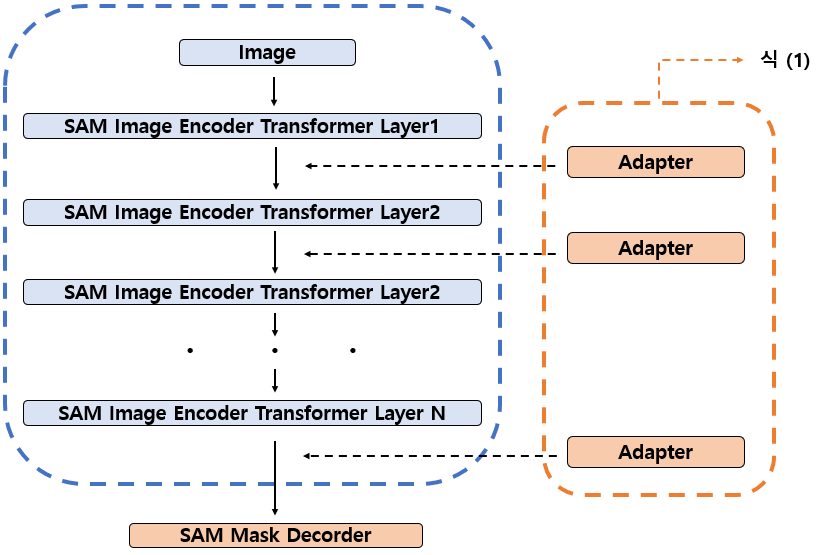 Image
식 (1)
SAM Image Encoder Transformer Layer1
Adapter
SAM Image Encoder Transformer Layer2
Adapter
SAM Image Encoder Transformer Layer2
. . .
SAM Image Encoder Transformer Layer N
Adapter
SAM Mask Decorder